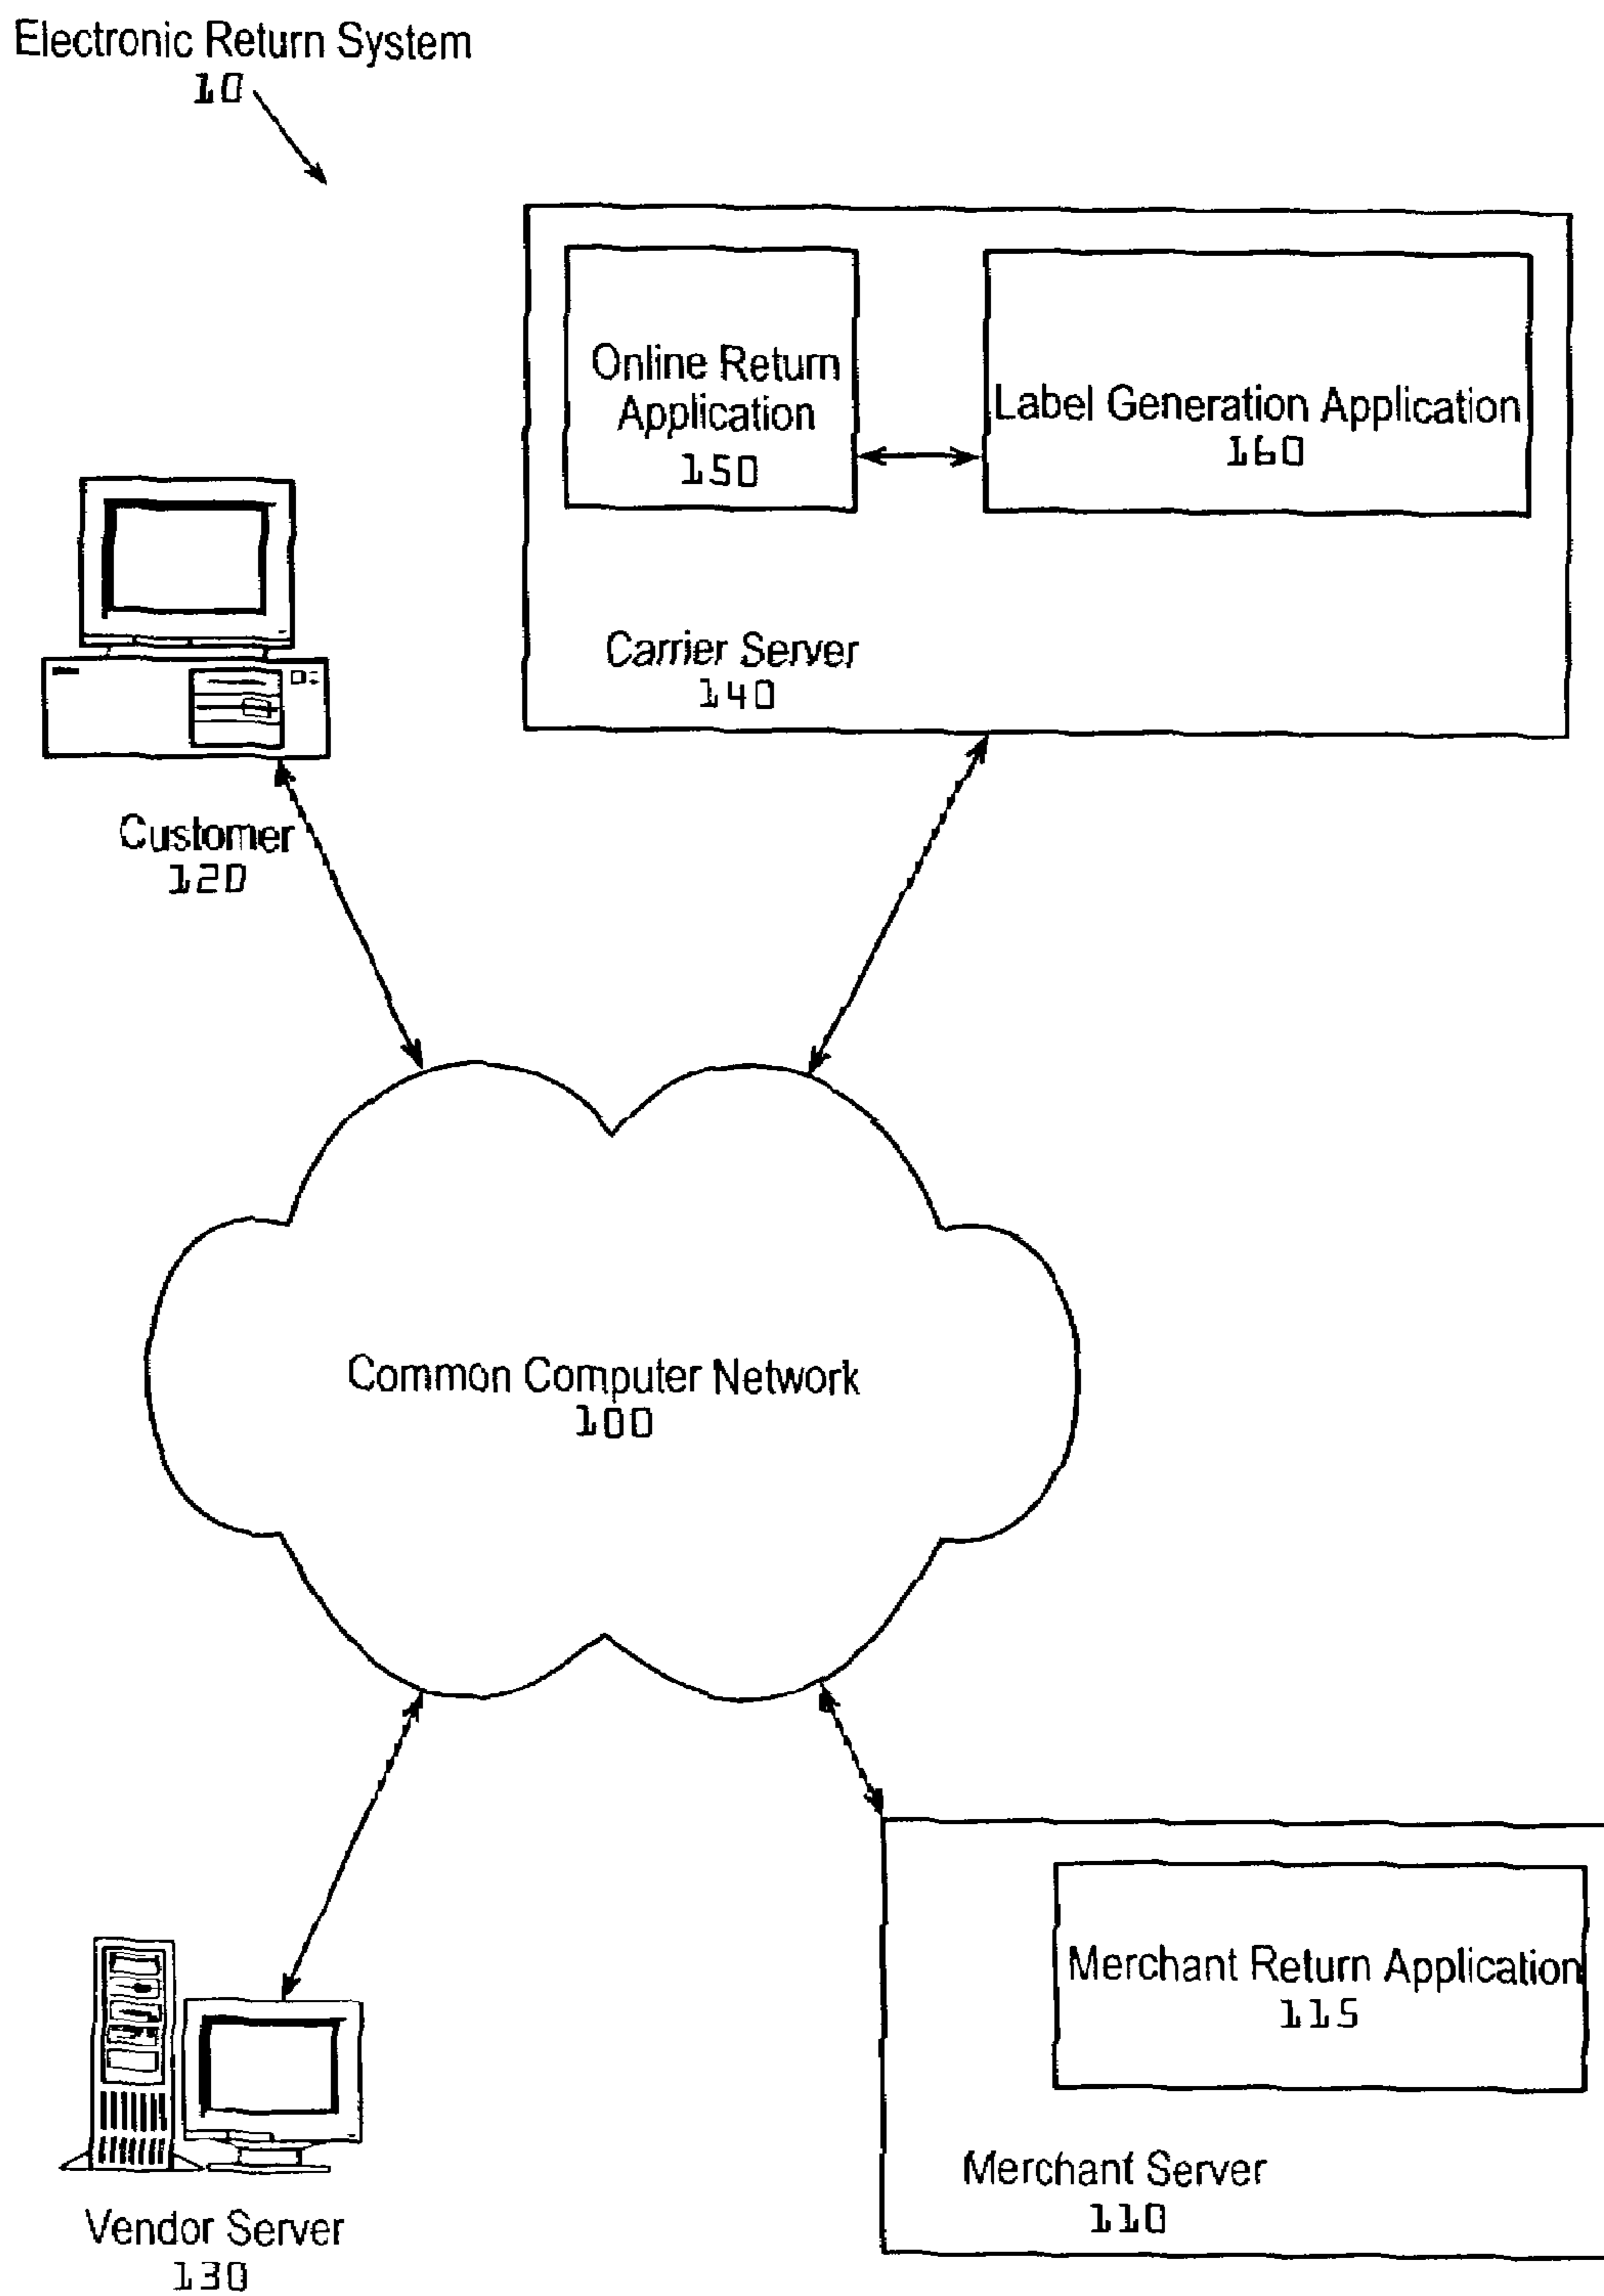 Electronic Return System
10
Online Return
Application
150
Label Generation Application
160
Carrier Server
140
Customer
120
Common Computer Network
100
Merchant Return Application
115
Merchant Server
110
Vendor Server
130